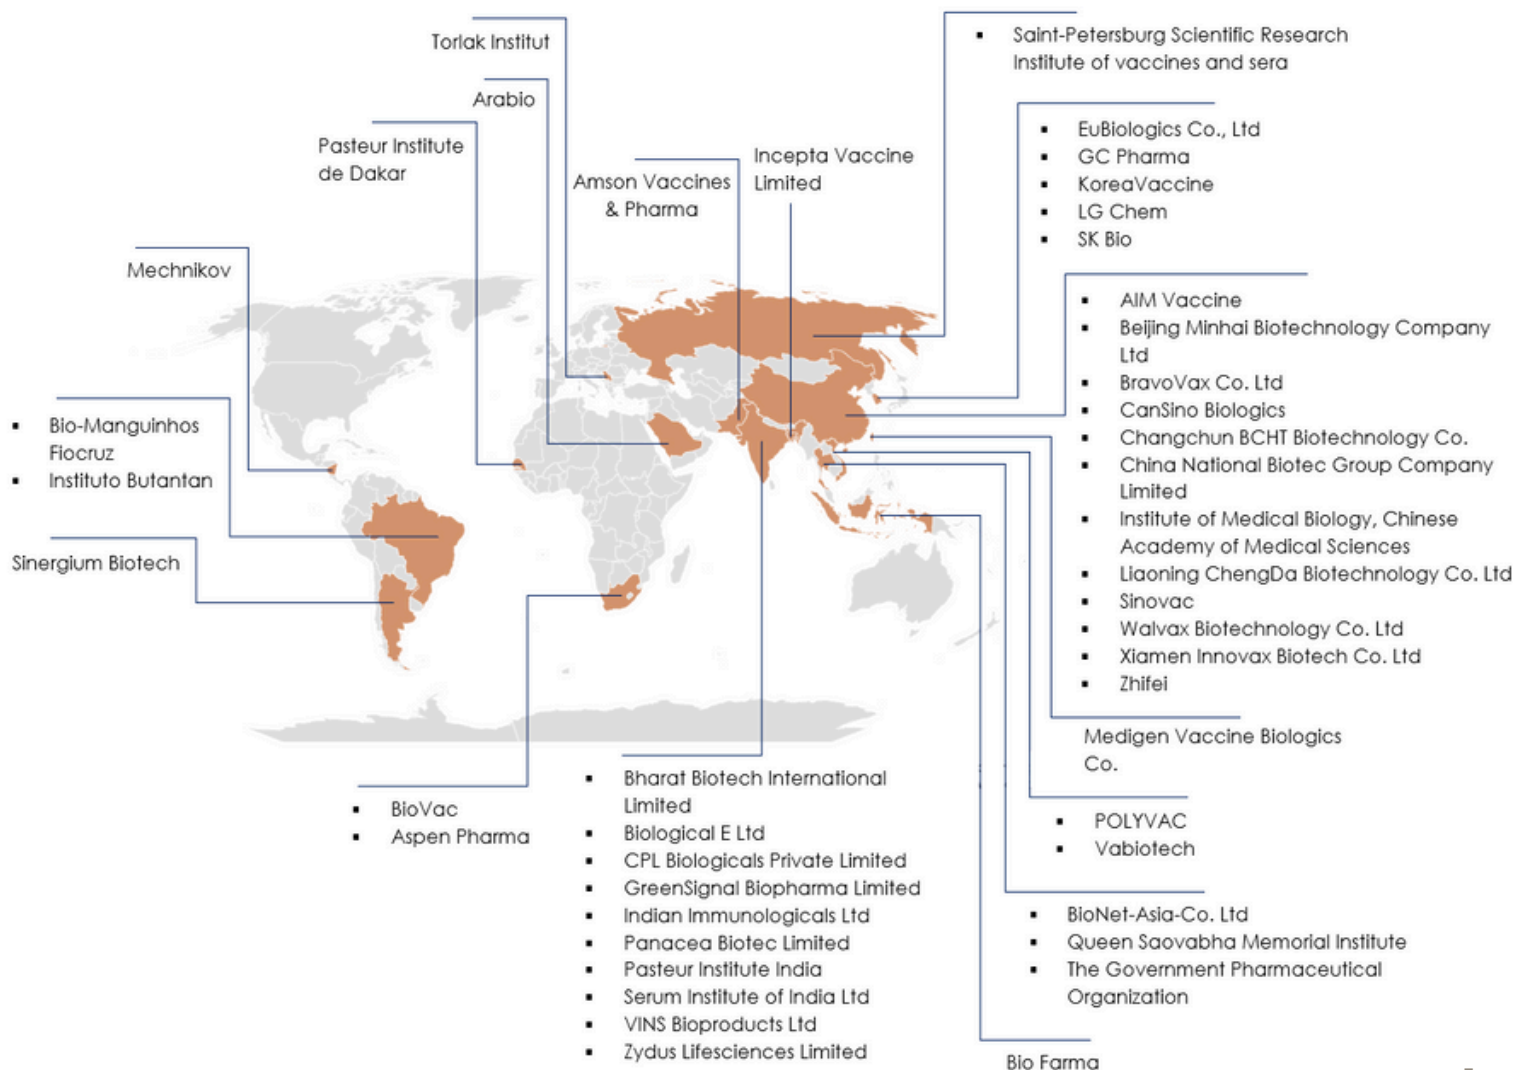 Torlak Institut
Arabio
Pasteur Institute
de Dakar
Amson Vaccines
& Pharma
Incepta Vaccine
Limited
▪ Saint-Petersburg Scientific Research
Institute of vaccines and sera
▪ EuBiologics Co., Ltd
▪ GC Pharma
▪ KoreaVaccine
▪ LG Chem
▪ SK Bio
Mechnikov
▪ AIM Vaccine
▪ Beijing Minhai Biotechnology Company
Ltd
▪ BravoVax Co. Ltd
▪ CanSino Biologics
▪ Changchun BCHT Biotechnology Co.
▪ China National Biotec Group Company
Limited
▪ Institute of Medical Biology, Chinese
Academy of Medical Sciences
▪ Liaoning ChengDa Biotechnology Co. Ltd
▪ Sinovac
▪ Walvax Biotechnology Co. Ltd
▪ Xiamen Innovax Biotech Co. Ltd
▪ Zhifei
▪ Bio-Manguinhos
Fiocruz
▪ Instituto Butantan
Sinergium Biotech
Medigen Vaccine Biologics
Co.
▪ BioVac
▪ Aspen Pharma
▪ Bharat Biotech International
Limited
▪ Biological E Ltd
▪ CPL Biologicals Private Limited
▪ GreenSignal Biopharma Limited
▪ Indian Immunologicals Ltd
▪ Panacea Biotec Limited
▪ Pasteur Institute India
▪ Serum Institute of India Ltd
▪ VINS Bioproducts Ltd
▪ Zydus Lifesciences Limited
▪ POLYVAC
▪ Vabiotech
▪ BioNet-Asia-Co. Ltd
▪ Queen Saovabha Memorial Institute
▪ The Government Pharmaceutical
Organization
Bio Farma